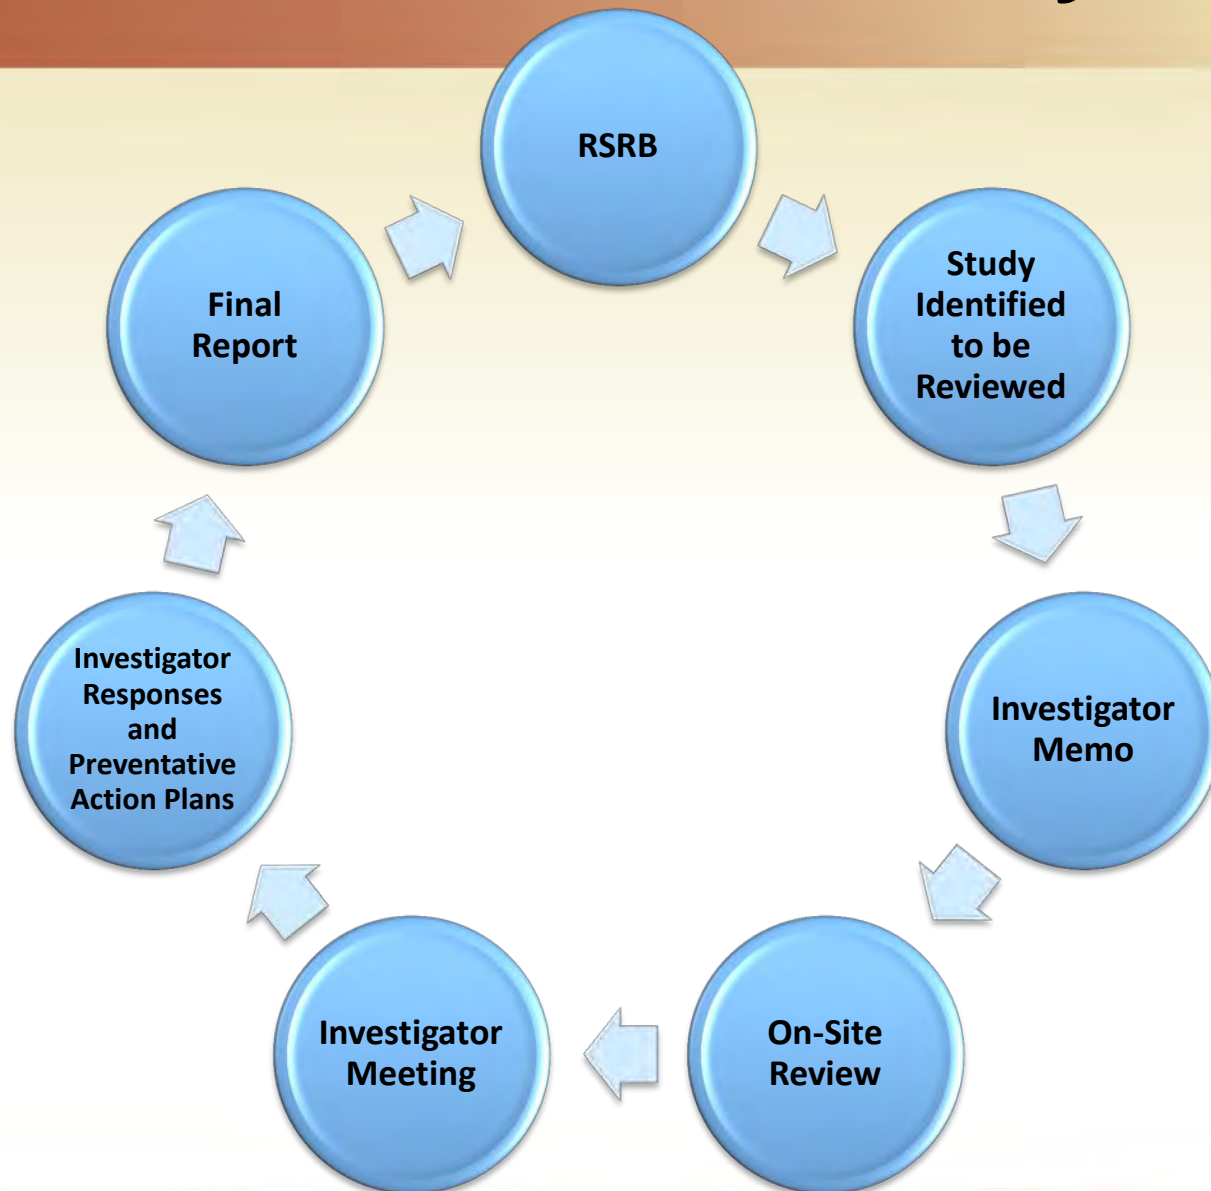 RSRB
Study
Identified
to be
Reviewed
Investigator
Memo
On-Site
Review
Investigator
Meeting
Investigator
Responses
and
Preventative
Action Plans
Final
Report